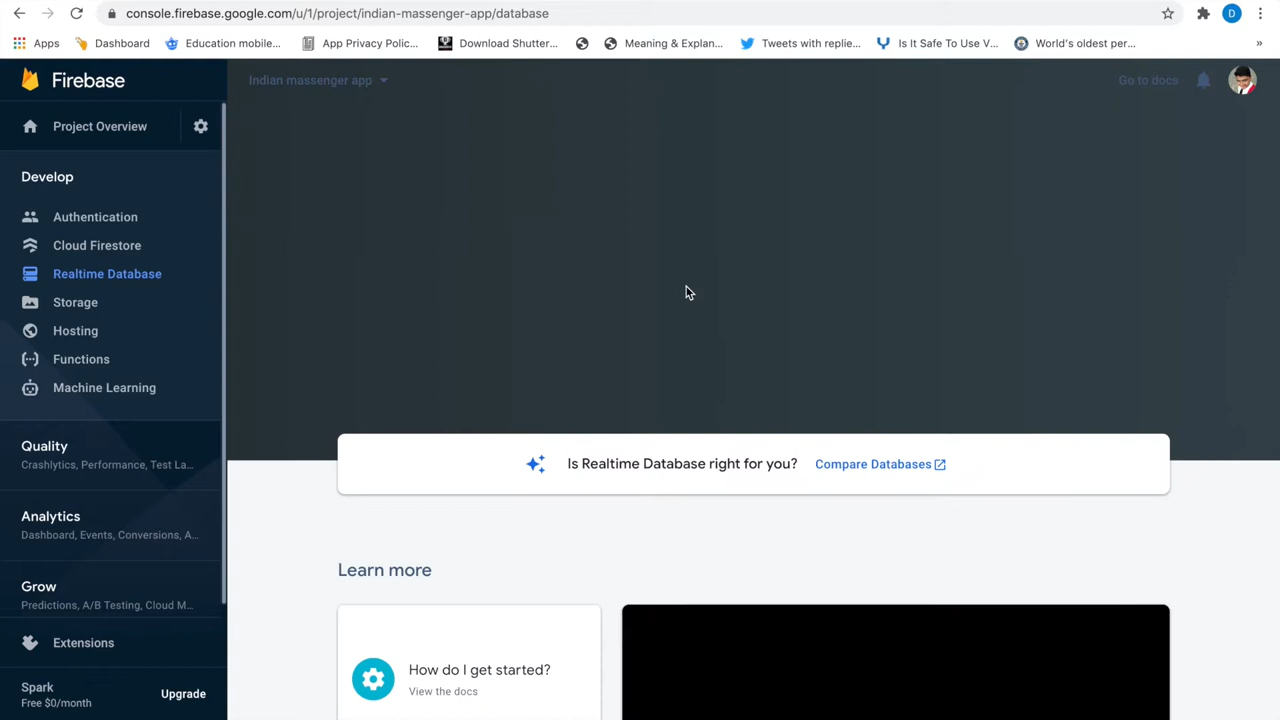 console.firebase.google.com/u/1/project/indian-massenger-app/database
D
Apps
Dashboard
Education mobile...
App Privacy Polic...
Download Shutter...
Meaning & Explan...
Tweets with replie...
Is It Safe To Use V...
World's oldest per...
»
Firebase
Indian massenger app
Go to docs
Project Overview
Develop
Authentication
Cloud Firestore
Realtime Database
Storage
Hosting
Functions
Machine Learning
Quality
Crashlytics, Performance, Test La...
Analytics
Dashboard, Events, Conversions, A...
Grow
Predictions, A/B Testing, Cloud M...
Extensions
Spark
Free $0/month
Upgrade
Is Realtime Database right for you? Compare Databases
Learn more
How do I get started?
View the docs